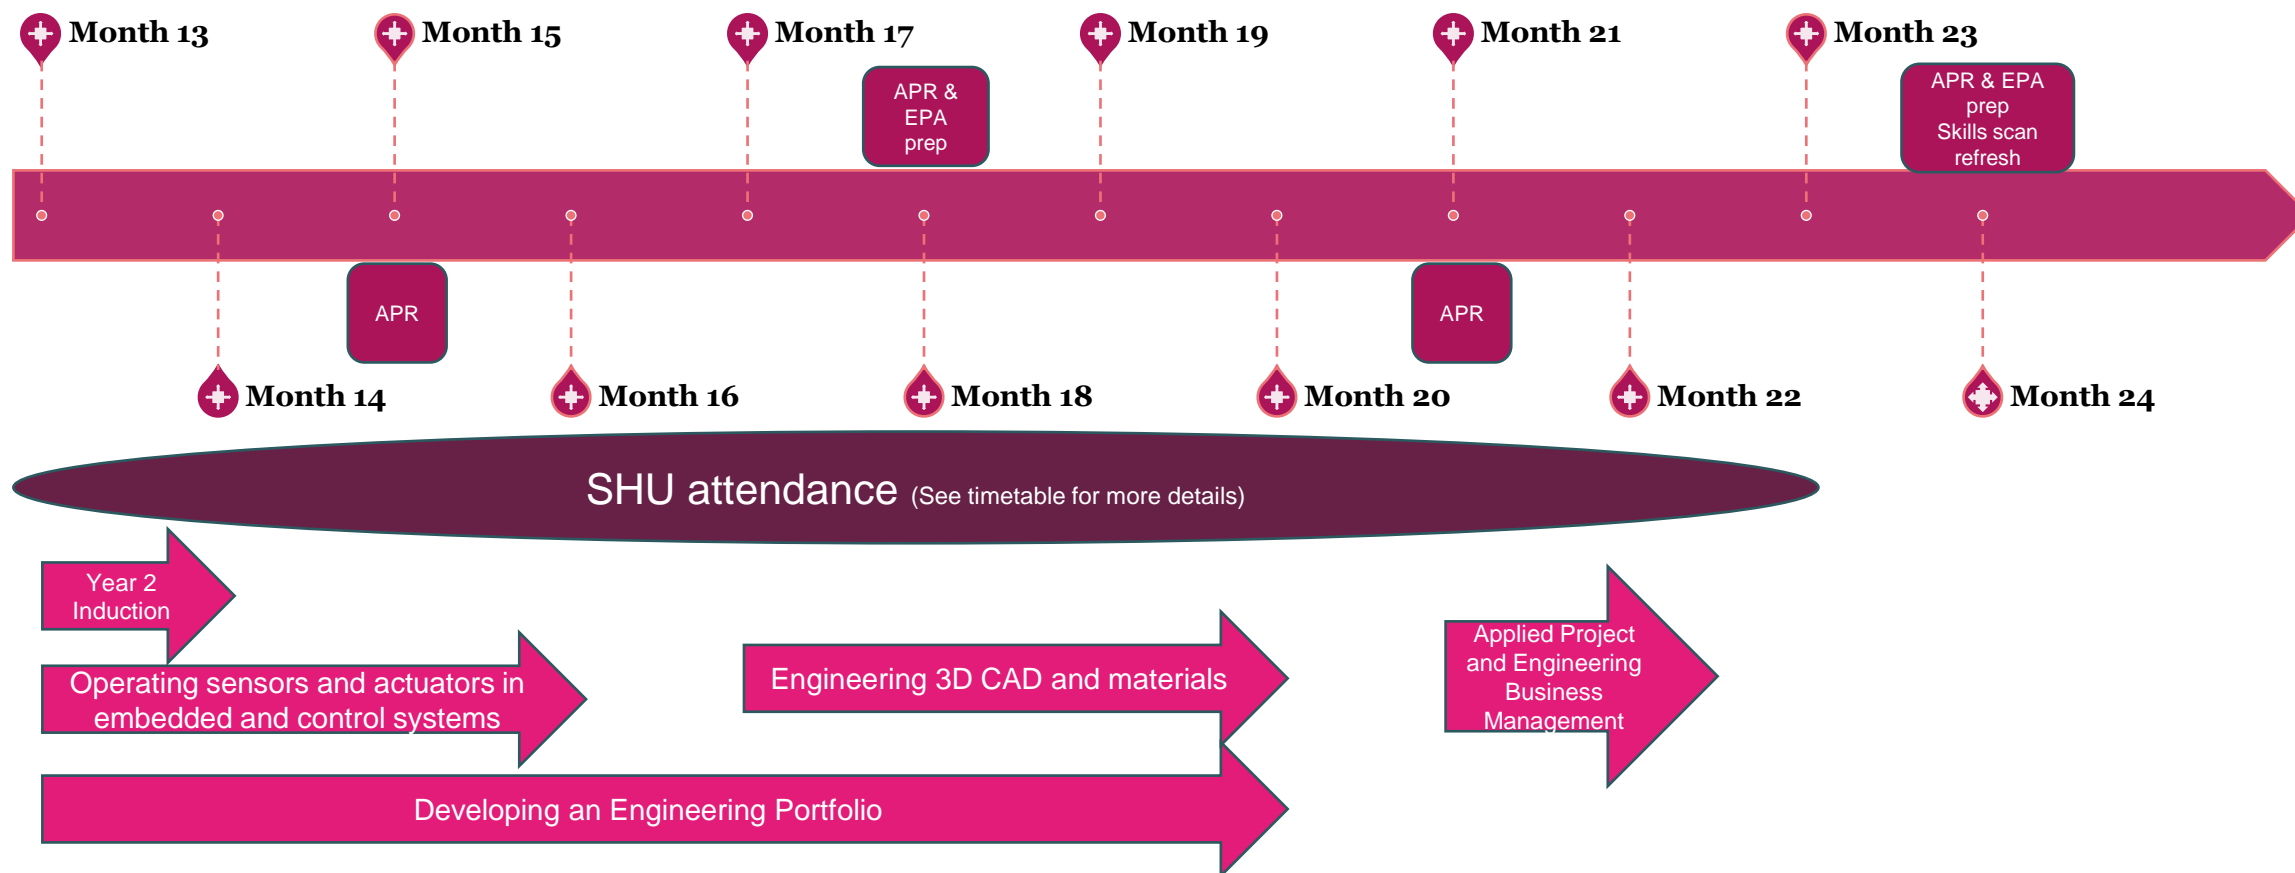 Month 13
Month 15
Month 17
Month 19
Month 21
Month 23
APR &
EPA
prep
APR & EPA
prep
Skills scan
refresh
APR
APR
Month 14
Month 16
Month 18
Month 20
Month 22
Month 24
SHU attendance (See timetable for more details)
Year 2
Induction
Operating sensors and actuators in
embedded and control systems
Engineering 3D CAD and materials
Applied Project
and Engineering
Business
Management
Developing an Engineering Portfolio